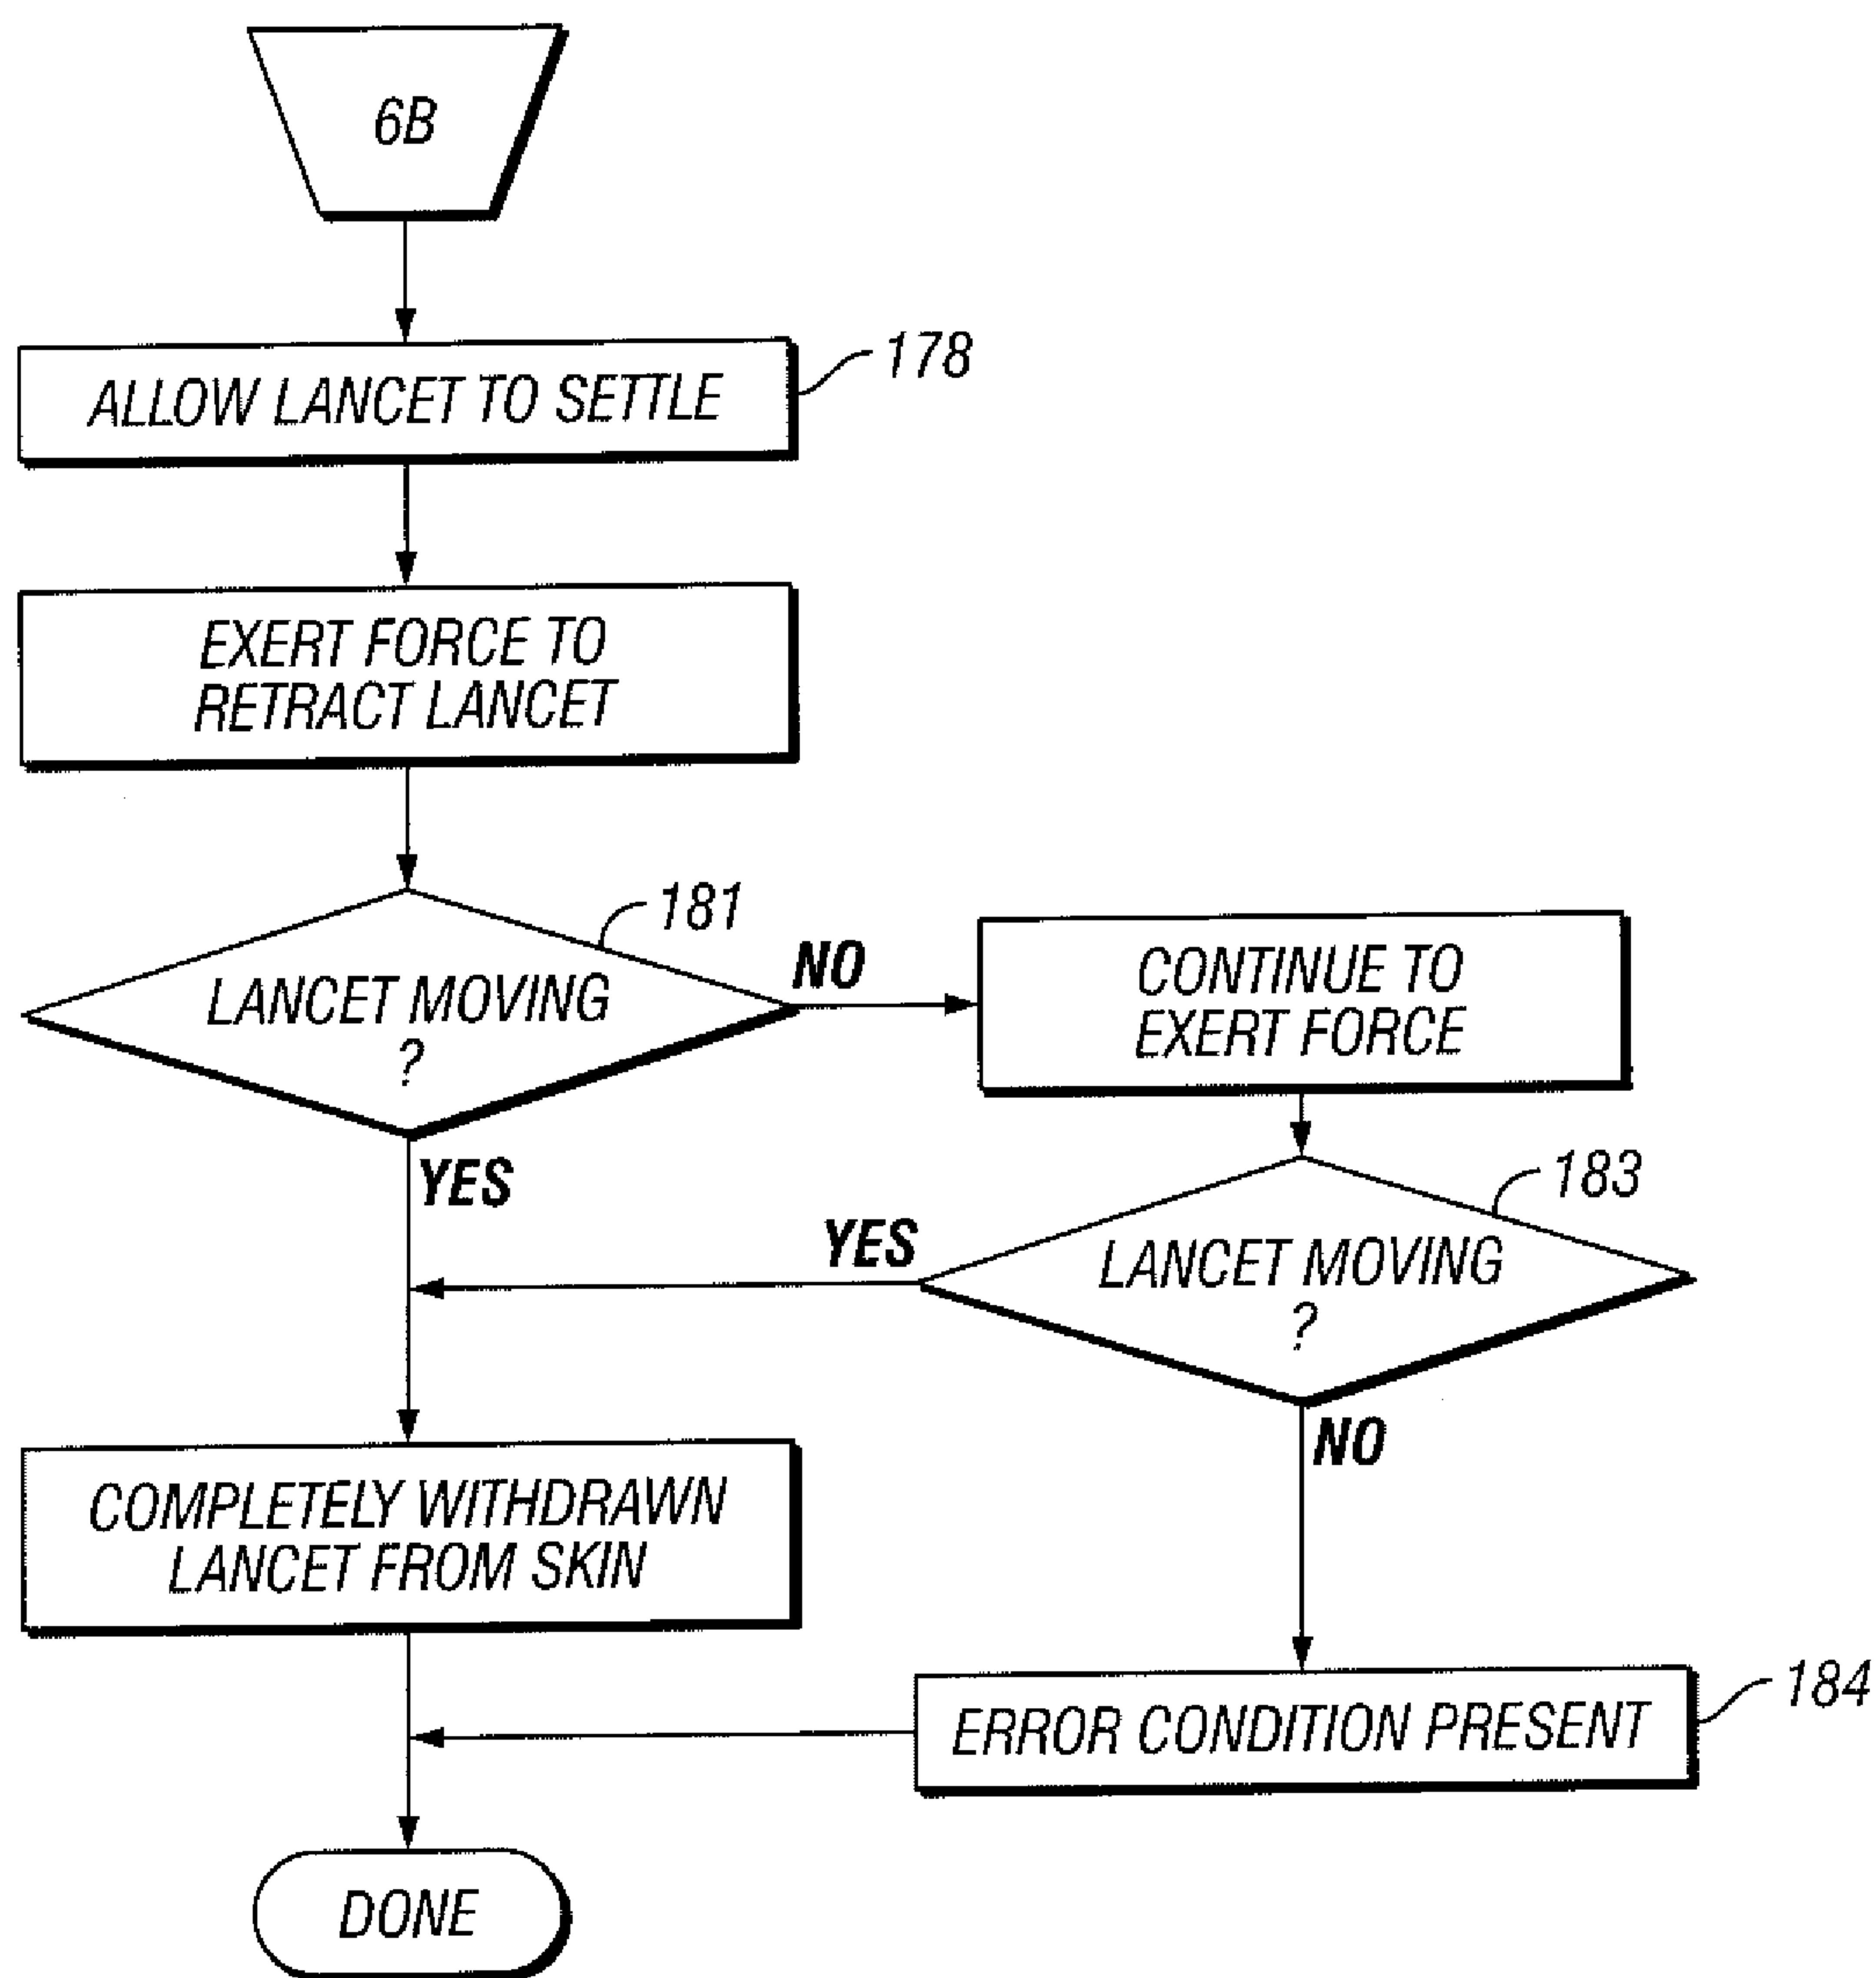 6B
ALLOW LANCET TO SETTLE
178
EXERT FORCE TO
RETRACT LANCET
181
LANCET MOVING
?
NO
CONTINUE TO
EXERT FORCE
YES
183
LANCET MOVING
?
YES
NO
COMPLETELY WITHDRAWN
LANCET FROM SKIN
184
ERROR CONDITION PRESENT
DONE